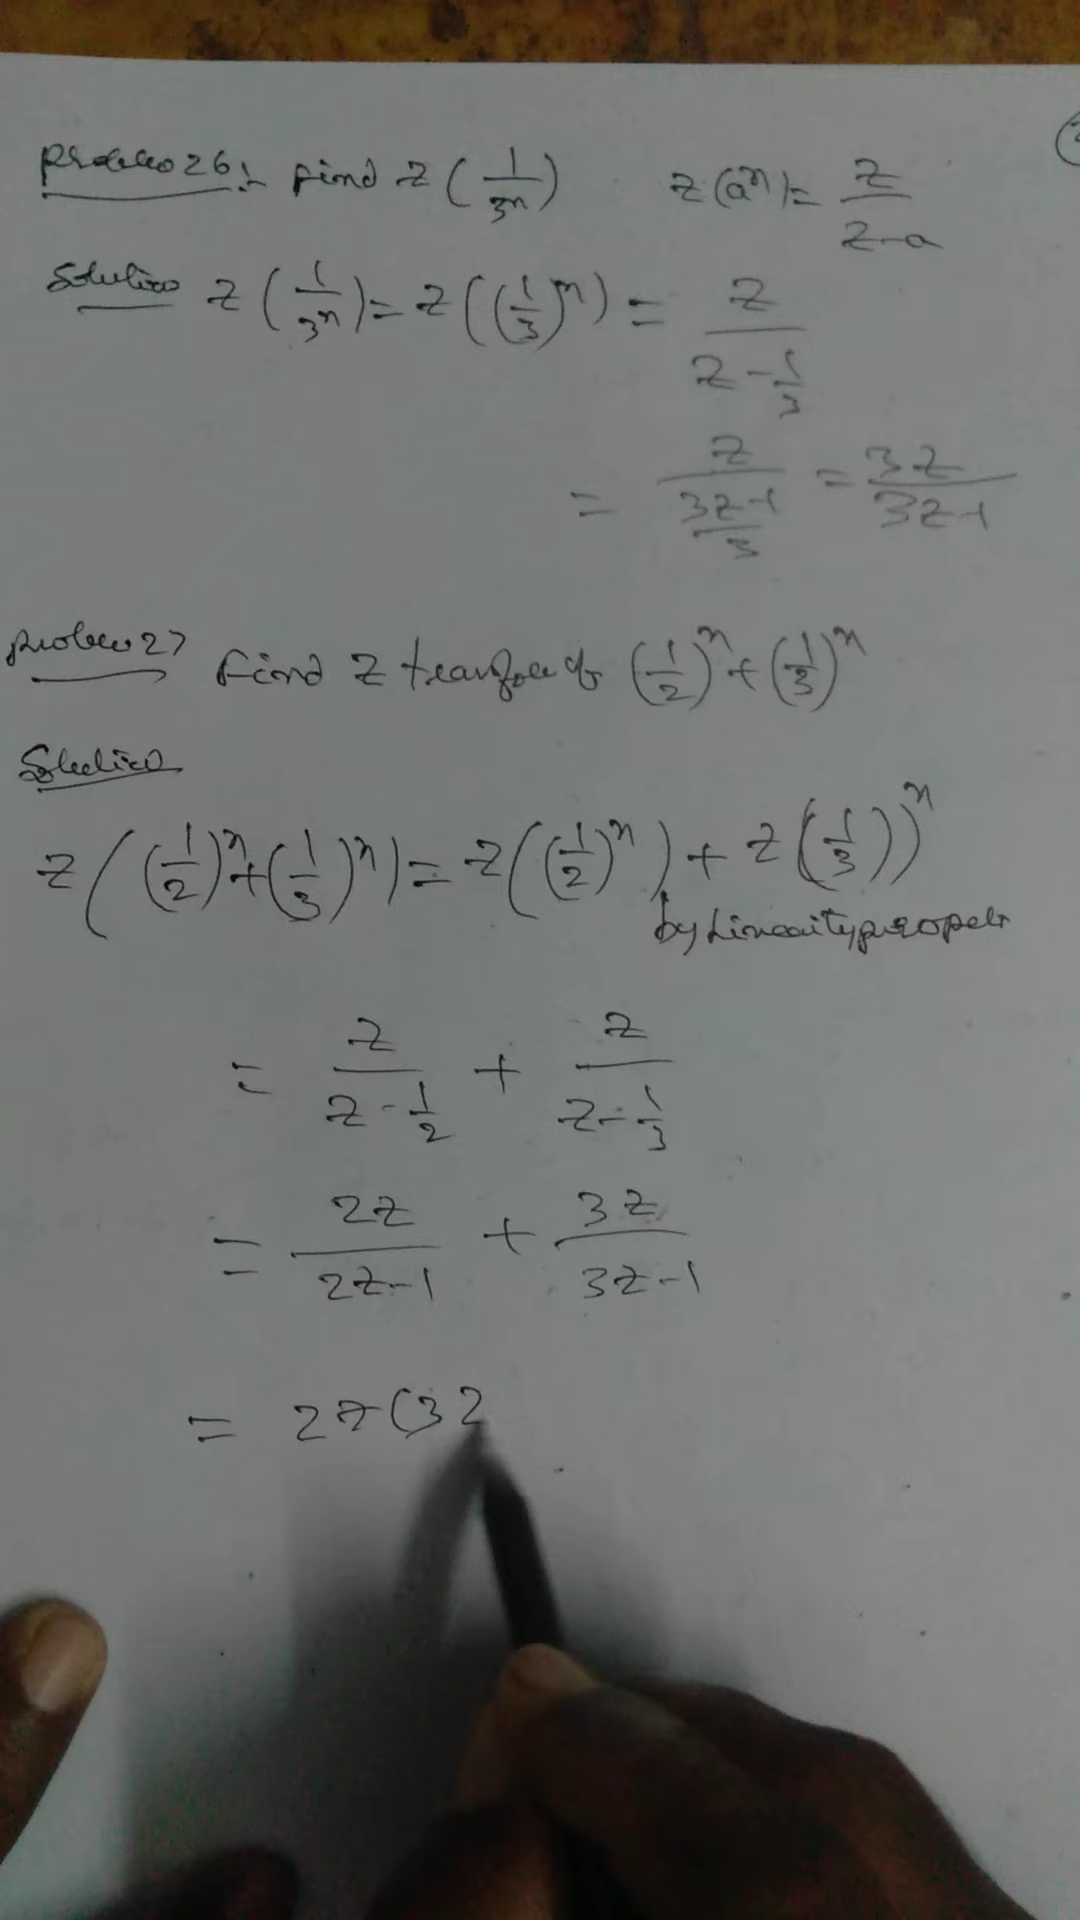 Problem 26:- Find Z(1/3^n) Z(a^n) = z/(z-a)
Solution Z(1/3^n) = Z((1/3)^n) = z/(z-1/3)
= z/((3z-1)/3) = 3z/(3z-1)
Problem 27 Find Z transform of (1/2)^n + (1/3)^n
Solution
Z((1/2)^n + (1/3)^n) = Z((1/2)^n) + Z(1/3))^n
by Linearity
= z/(z-1/2) + z/(z-1/3)
= 2z/(2z-1) + 3z/(3z-1)
= 2z(3z